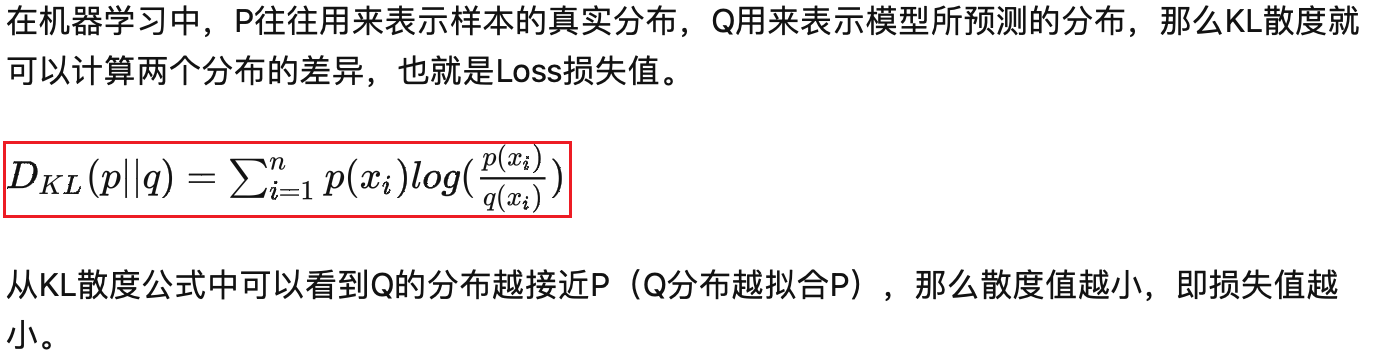 在机器学习中，P往往用来表示样本的真实分布，Q用来表示模型所预测的分布，那么KL散度就
可以计算两个分布的差异，也就是Loss损失值。
$D_{KL}(p||q) = \sum_{i=1}^{n} p(x_i) log(\frac{p(x_i)}{q(x_i)})$
从KL散度公式中可以看到Q的分布越接近P（Q分布越拟合P），那么散度值越小，即损失值越
小。